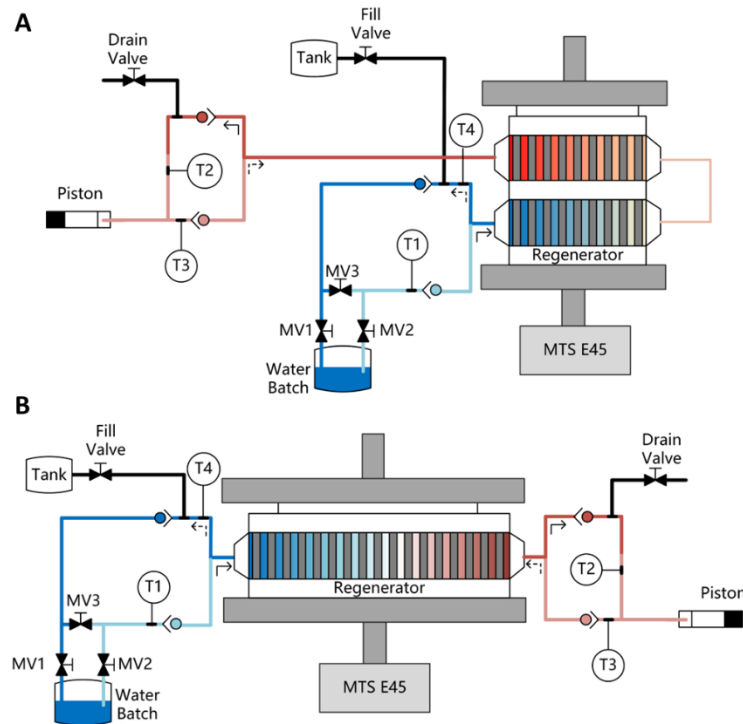 A
Drain
Valve
Fill
Valve
Tank
T4
T2
Piston
T3
T1
MV3
Regenerator
MV1
MV2
MTS E45
Water
Batch
B
Fill
Valve
Drain
Valve
Tank
T4
T1
T2
Regenerator
Piston
MV3
MV1
MV2
T3
MTS E45
Water
Batch